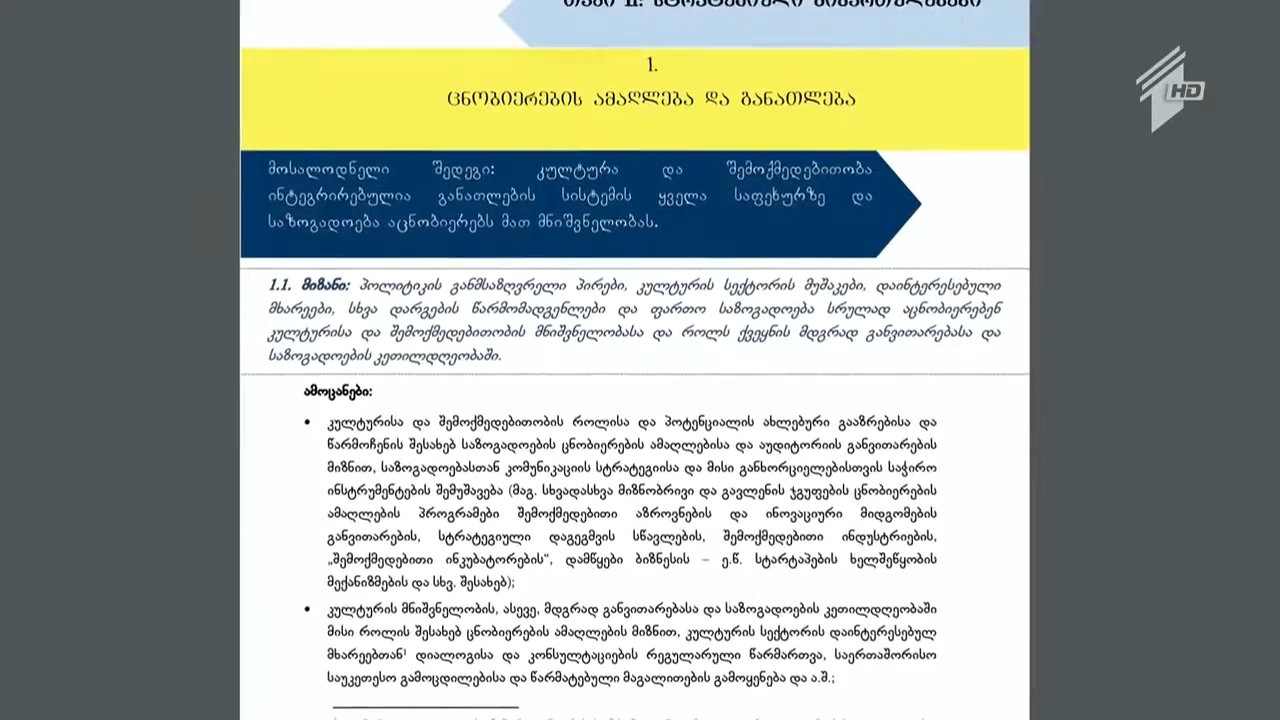 თავი II: სტრატეგიული მიმართულებები
1.
ცნობიერების ამაღლება და განათლება
HD
მოსალოდნელი შედეგი: კულტურა და შემოქმედებითობა
ინტეგრირებულია განათლების სისტემის ყველა საფეხურზე და
საზოგადოება აცნობიერებს მათ მნიშვნელობას.
1.1. მიზანი: პოლიტიკის განმსაზღვრელი პირები, კულტურის სექტორის მუშაკები, დაინტერესებული
მხარეები, სხვა დარგების წარმომადგენლები და ფართო საზოგადოება სრულად აცნობიერებენ
კულტურისა და შემოქმედებითობის მნიშვნელობასა და როლს ქვეყნის მდგრად განვითარებასა და
საზოგადოების კეთილდღეობაში.
ამოცანები:
• კულტურისა და შემოქმედებითობის როლისა და პოტენციალის ახლებური გააზრებისა და
წარმოჩენის შესახებ საზოგადოების ცნობიერების ამაღლებისა და აუდიტორიის განვითარების
მიზნით, საზოგადოებასთან კომუნიკაციის სტრატეგიისა და მისი განხორციელებისთვის საჭირო
ინსტრუმენტების შემუშავება (მაგ. სხვადასხვა მიზნობრივი და გავლენის ჯგუფების ცნობიერების
ამაღლების პროგრამები შემოქმედებითი აზროვნების და ინოვაციური მიდგომების
განვითარების, სტრატეგიული დაგეგმვის სწავლების, შემოქმედებითი ინდუსტრიების,
„შემოქმედებითი ინკუბატორების“, დამწყები ბიზნესის – ე.წ. სტარტაპების ხელშეწყობის
მექანიზმების და სხვ. შესახებ);
• კულტურის მნიშვნელობის, ასევე, მდგრად განვითარებასა და საზოგადოების კეთილდღეობაში
მისი როლის შესახებ ცნობიერების ამაღლების მიზნით, კულტურის სექტორის დაინტერესებულ
მხარეებთან¹ დიალოგისა და კონსულტაციების რეგულარული წარმართვა, საერთაშორისო
საუკეთესო გამოცდილებისა და წარმატებული მაგალითების გამოყენება და ა.შ.;